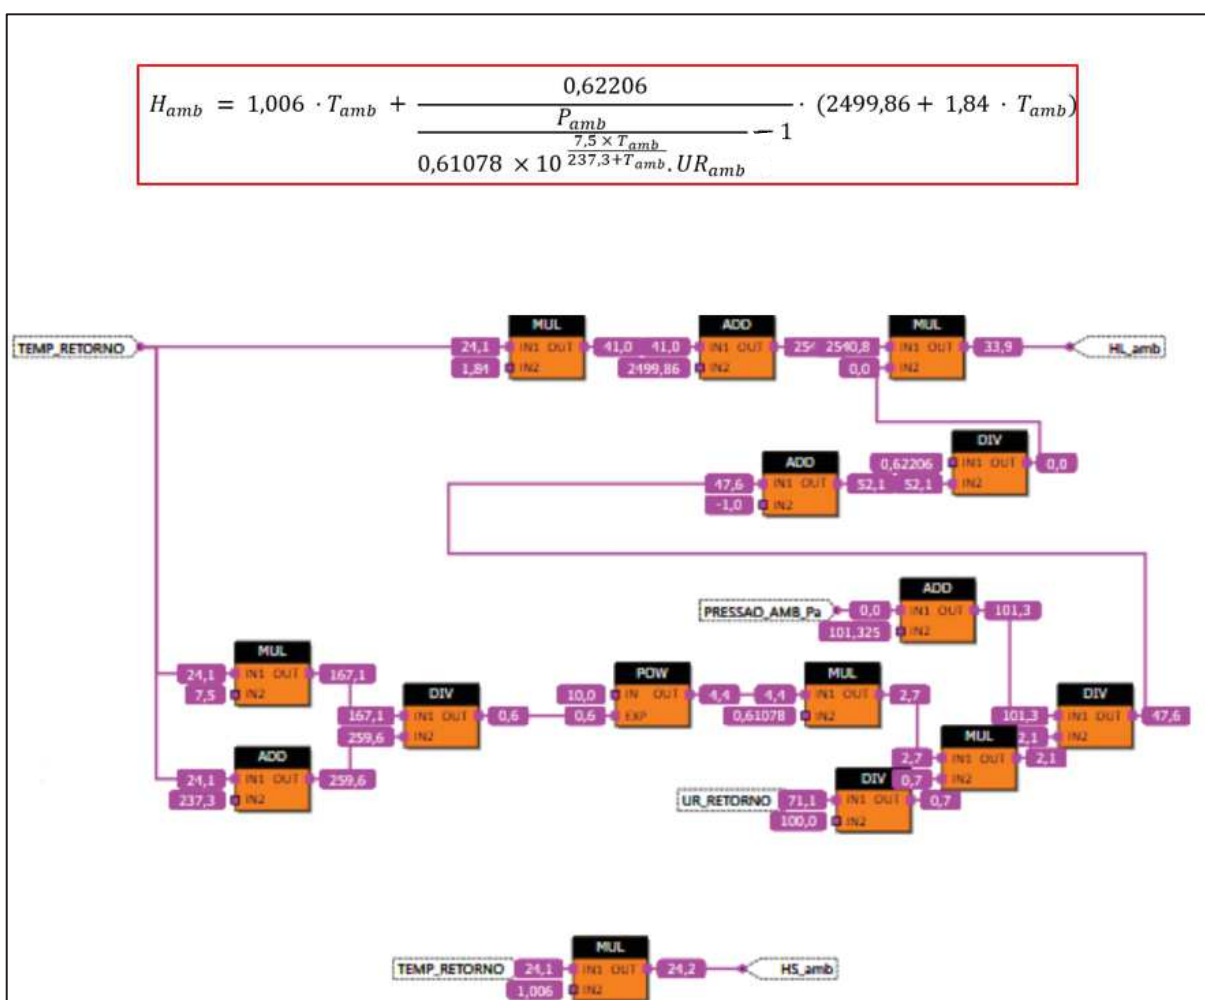 H_amb = 1,006 · T_amb + 0,62206 / (P_amb / (0,61078 × 10^(7,5 × T_amb / 237,3+T_amb) . UR_amb) − 1) · (2499,86 + 1,84 · T_amb)
MUL ADD MUL
TEMP_RETORNO 24,1 IN1 OUT 41,0 41,0 IN1 OUT 2540,8 IN1 OUT 33,9 HL_amb
1,84 IN2 2499,86 IN2 0,0 IN2
DIV
ADD 0,62206 IN1 OUT 0,0
47,6 IN1 OUT 52,1 52,1 IN2
-1,0 IN2
ADD
PRESSAO_AMB_Pa 0,0 IN1 OUT 101,3
101,325 IN2
MUL POW MUL
24,1 IN1 OUT 167,1 DIV 10,0 IN OUT 4,4 4,4 IN1 OUT 2,7 DIV
7,5 IN2 167,1 IN1 OUT 0,6 0,6 EXP 0,61078 IN2 101,3 IN1 OUT 47,6
259,6 IN2 MUL 2,1 IN2
ADD 2,7 IN1 OUT 2,1
24,1 IN1 OUT 259,6 DIV 0,7 IN2
237,3 IN2 UR_RETORNO 71,1 IN1 OUT 0,7
100,0 IN2
MUL
TEMP_RETORNO 24,1 IN1 OUT 24,2 HS_amb
1,006 IN2